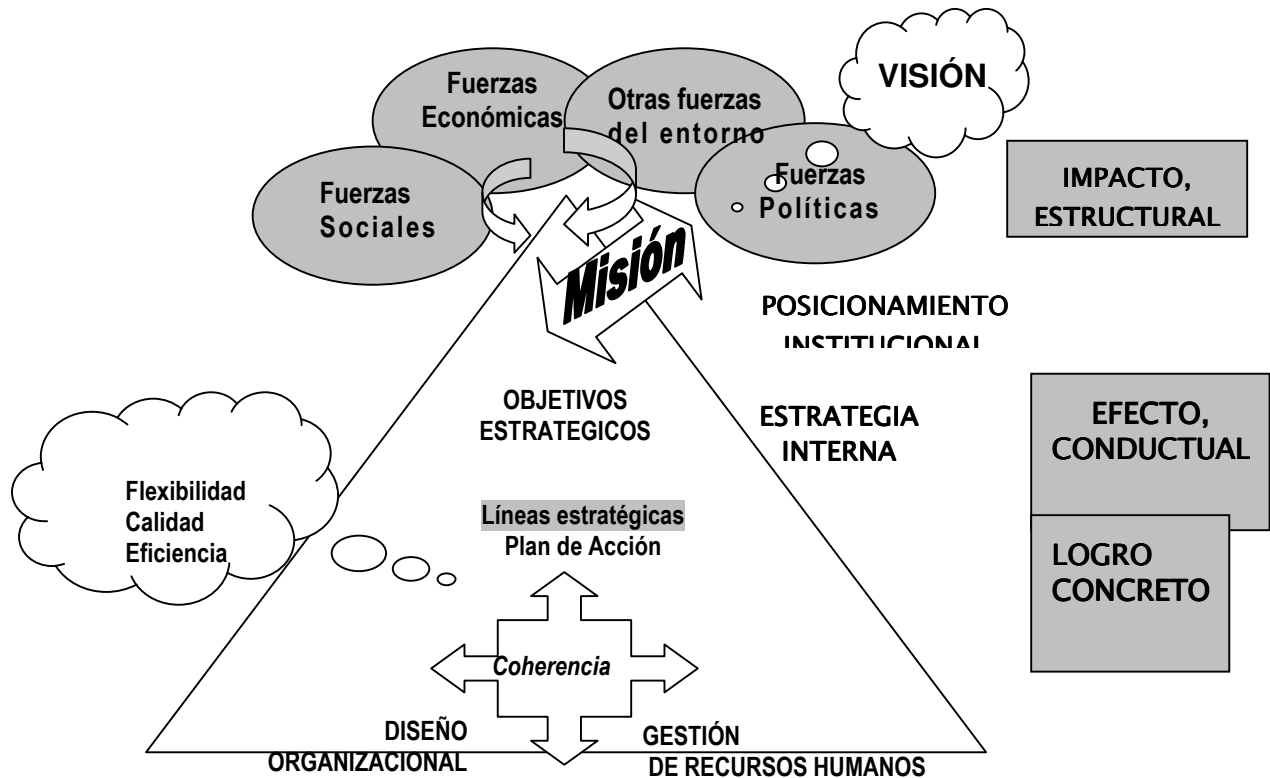 VISIÓN
Fuerzas
Económicas
Otras fuerzas
del entorno
Fuerzas
Sociales
Fuerzas
Políticas
IMPACTO,
ESTRUCTURAL
Misión
POSICIONAMIENTO
INSTITUCIONAL
OBJETIVOS
ESTRATEGICOS
ESTRATEGIA
INTERNA
EFECTO,
CONDUCTUAL
Flexibilidad
Calidad
Eficiencia
Líneas estratégicas
Plan de Acción
LOGRO
CONCRETO
Coherencia
DISEÑO
ORGANIZACIONAL
GESTIÓN
DE RECURSOS HUMANOS